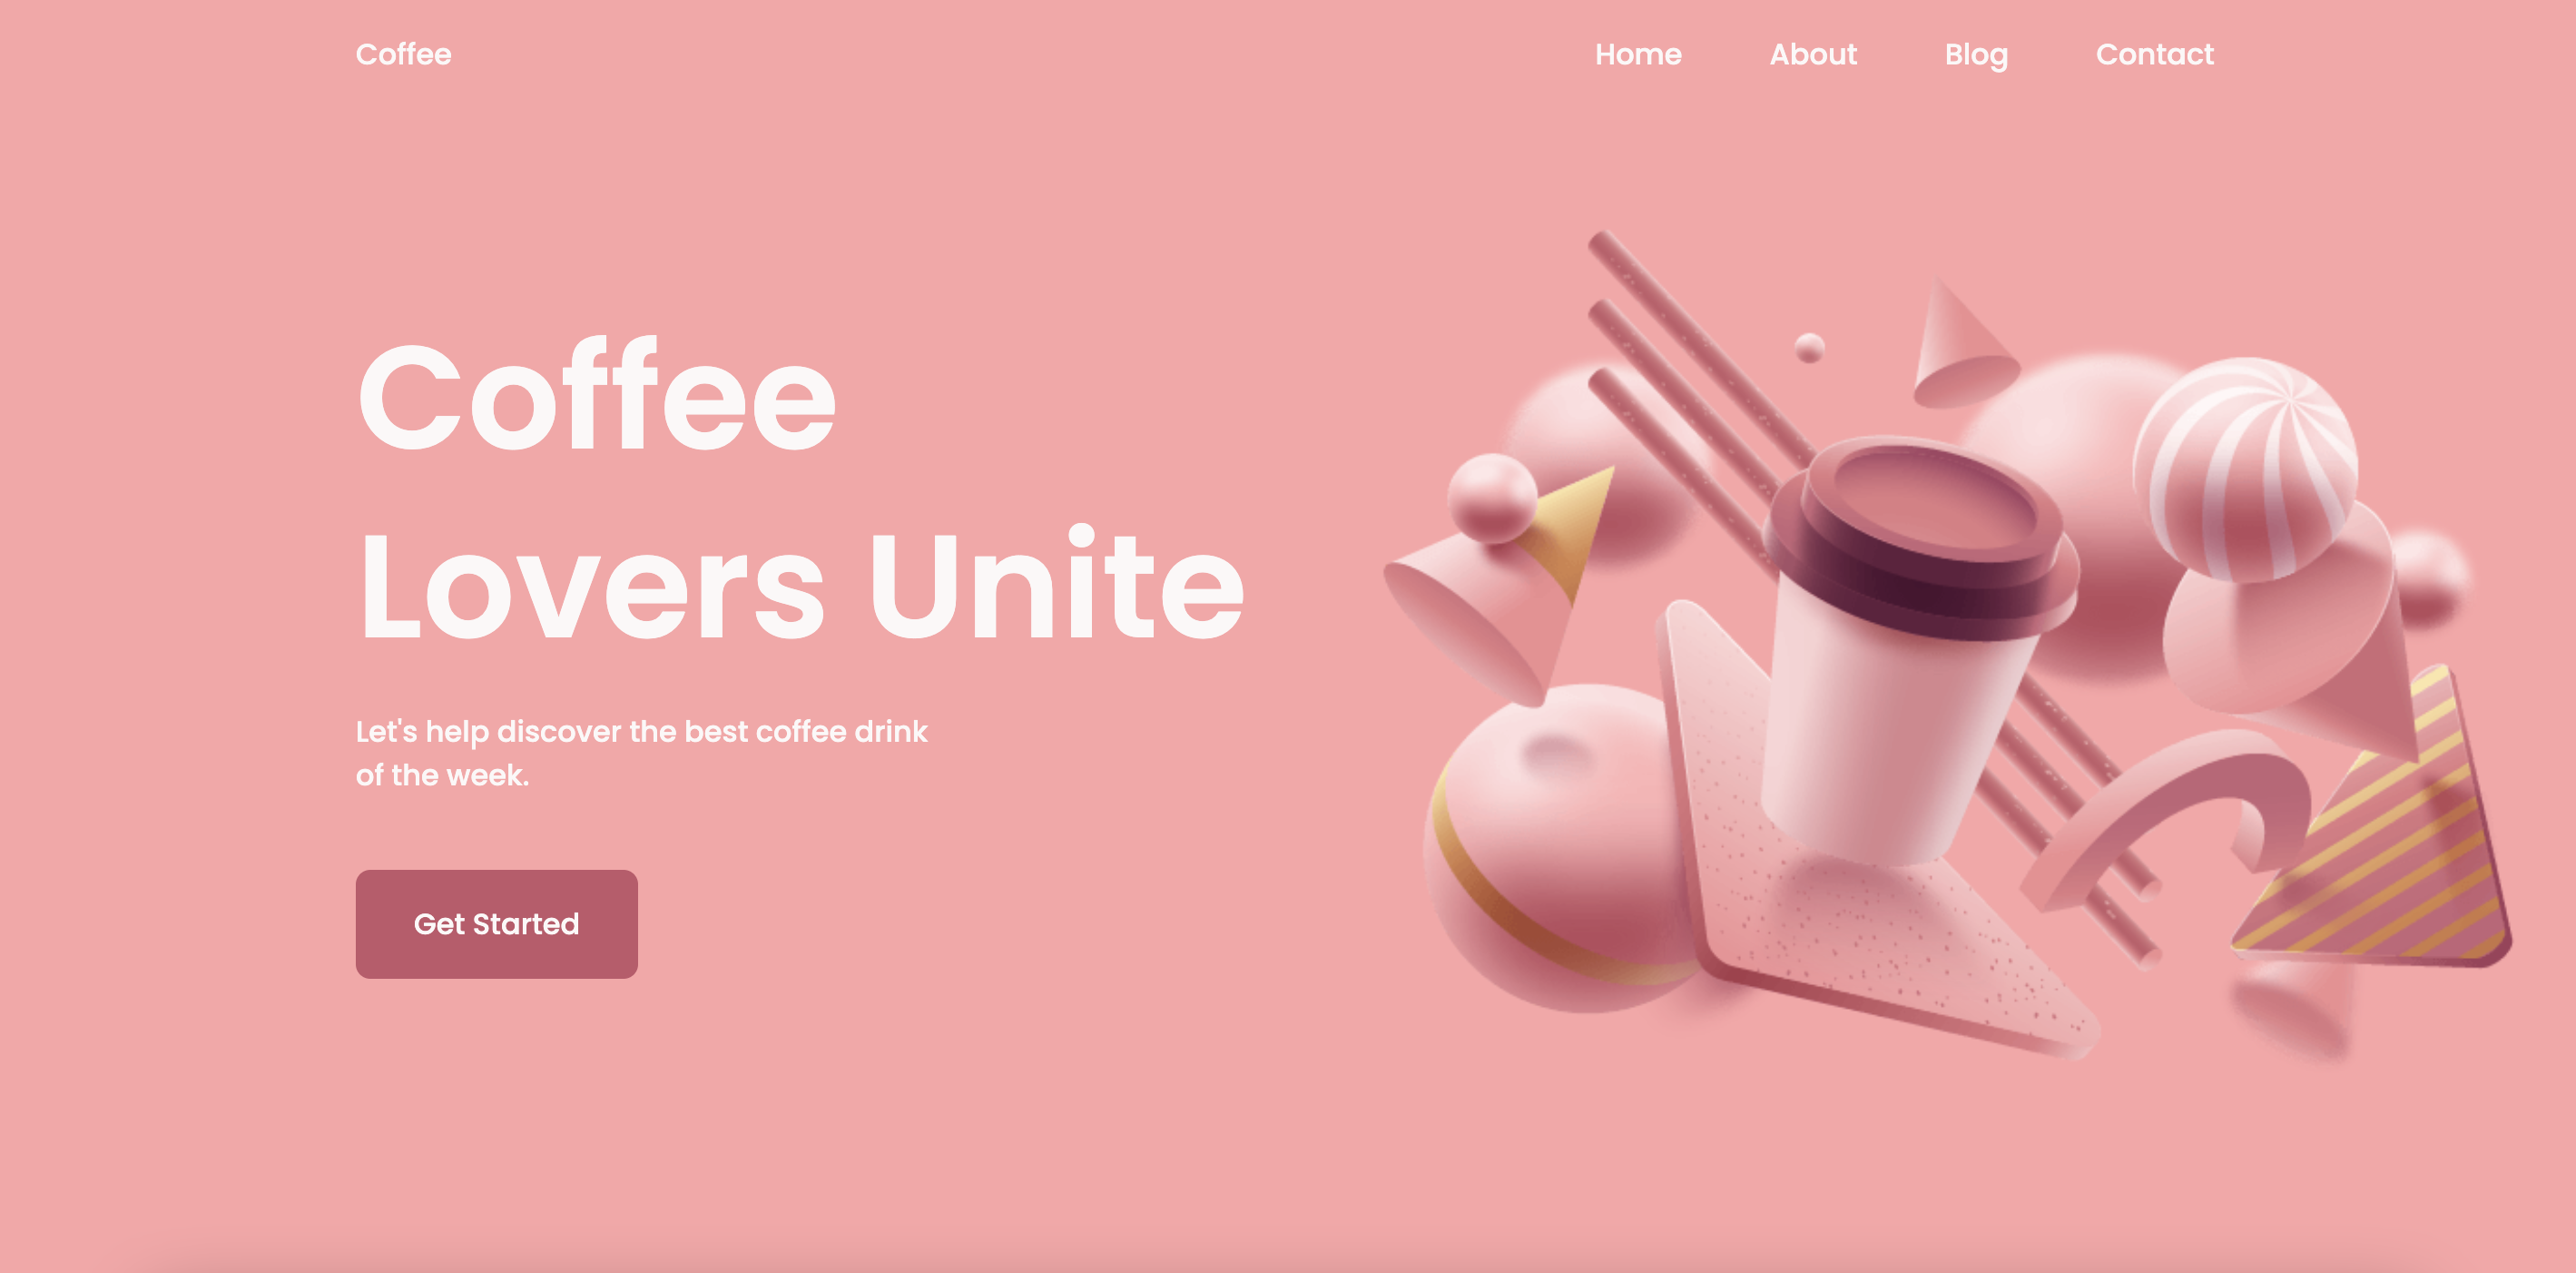 Coffee
Home About Blog Contact
Coffee
Lovers Unite
Let's help discover the best coffee drink
of the week.
Get Started